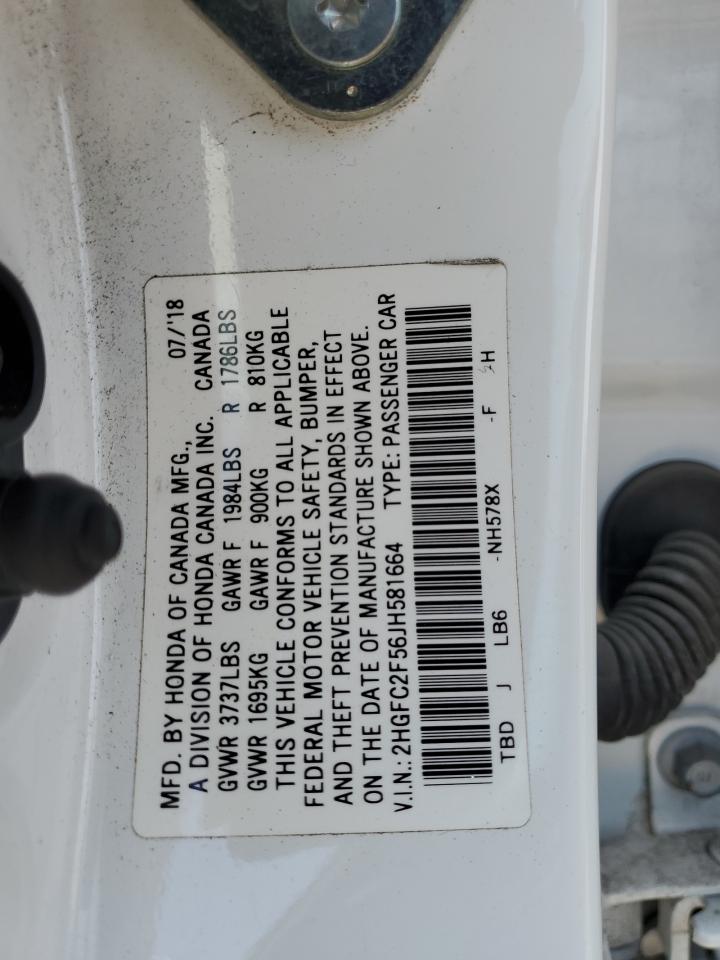 MFD. BY HONDA OF CANADA MFG., 07/'18
A DIVISION OF HONDA CANADA INC. CANADA
GVWR 3737LBS GAWR F 1984LBS R 1786LBS
GVWR 1695KG GAWR F 900KG R 810KG
THIS VEHICLE CONFORMS TO ALL APPLICABLE
FEDERAL MOTOR VEHICLE SAFETY, BUMPER,
AND THEFT PREVENTION STANDARDS IN EFFECT
ON THE DATE OF MANUFACTURE SHOWN ABOVE.
V.I.N.: 2HGFC2F56JH581664 TYPE: PASSENGER CAR
TBD J LB6 -NH578X -F -H